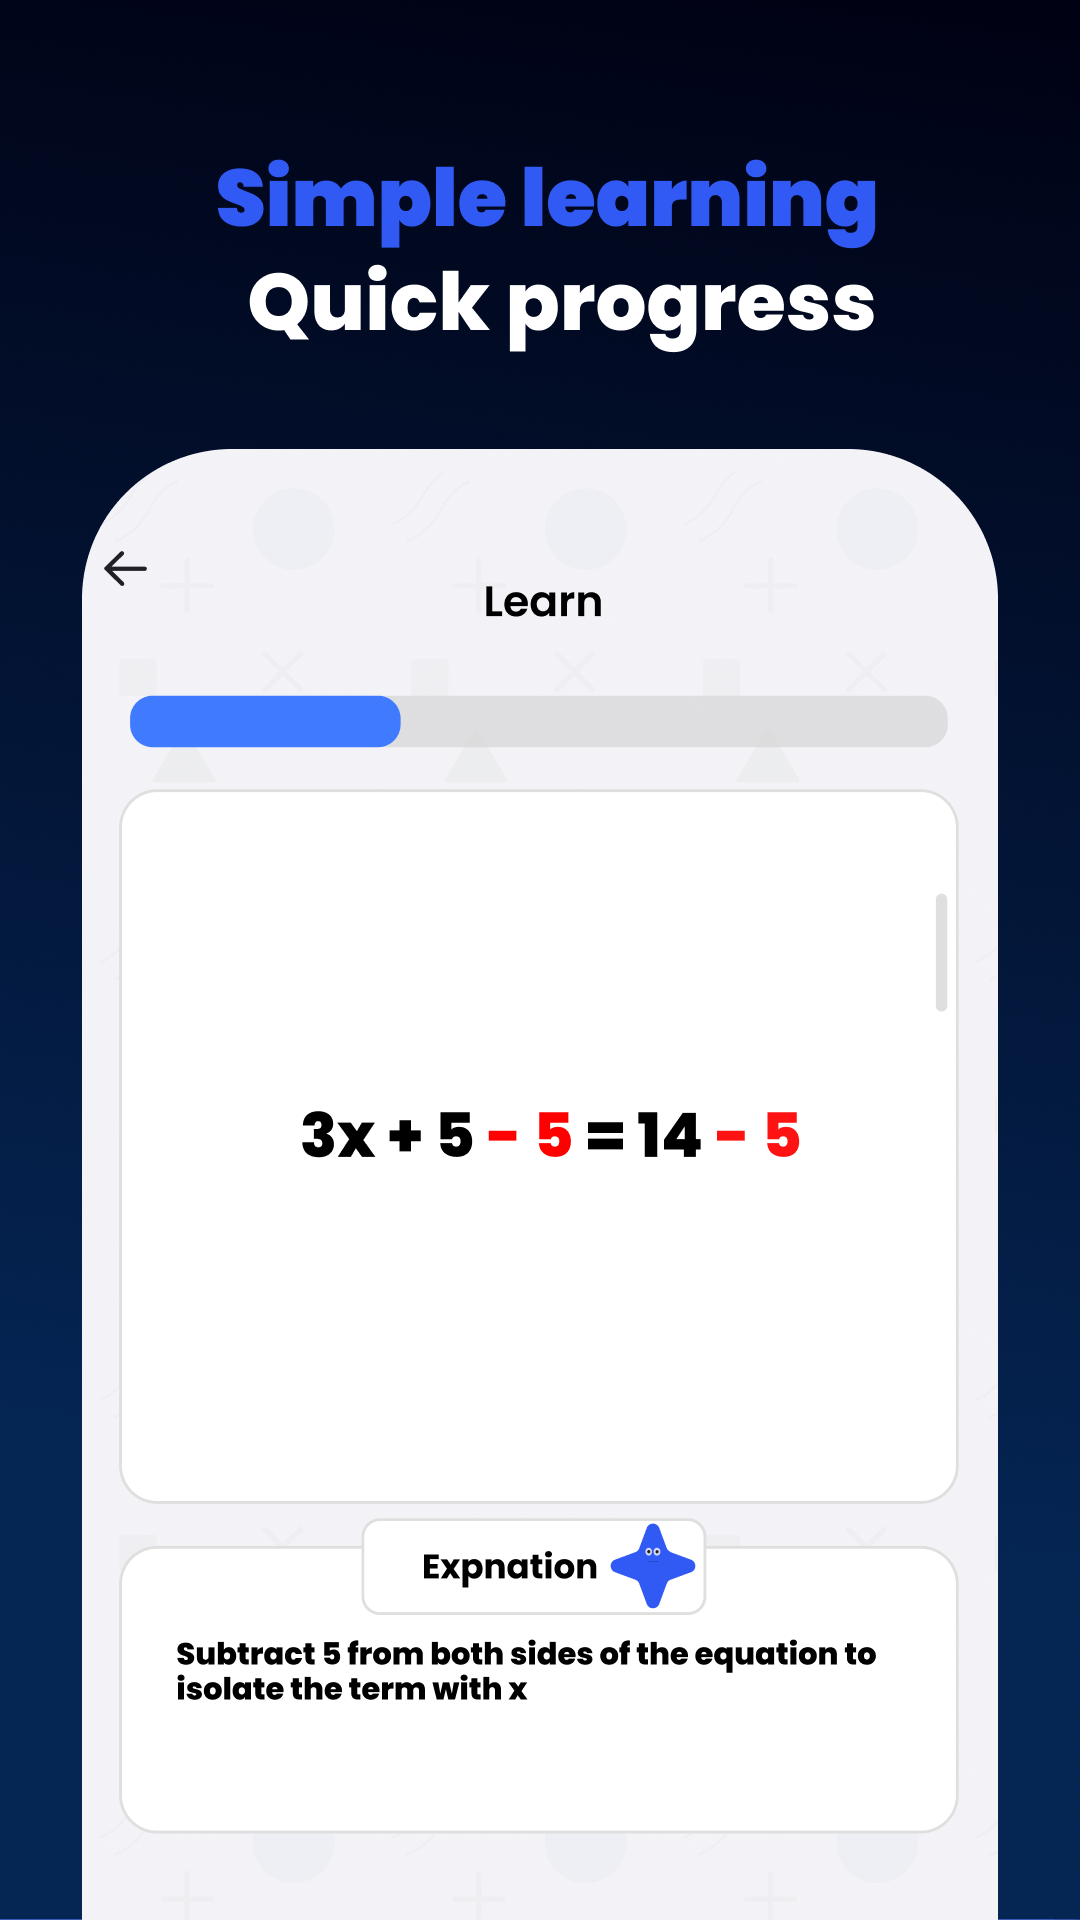 Simple learning
Quick progress
Learn
3x + 5 - 5 = 14 - 5
Expnation
Subtract 5 from both sides of the equation to
isolate the term with x